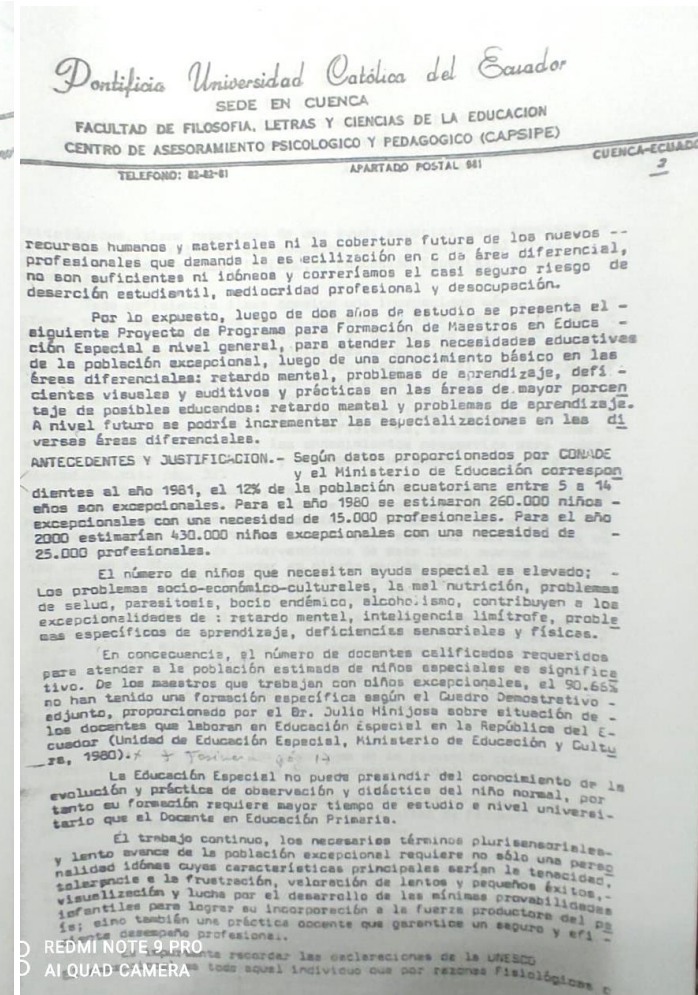 Pontificia Universidad Católica del Ecuador
SEDE EN CUENCA
FACULTAD DE FILOSOFIA, LETRAS Y CIENCIAS DE LA EDUCACION
CENTRO DE ASESORAMIENTO PSICOLOGICO Y PEDAGOGICO (CAPSIPE)
TELEFONO: 82-82-81 APARTADO POSTAL 981 CUENCA-ECUADO
3
recursos humanos y materiales ni la cobertura futura de los nuevos --
profesionales que demanda la es ecilización en c da área diferencial,
no son suficientes ni idóneos y correríamos el casi seguro riesgo de
deserción estudiantil, mediocridad profesional y desocupación.
Por lo expuesto, luego de dos años de estudio se presenta el -
siguiente Proyecto de Programa para Formación de Maestros en Educa -
ción Especial a nivel general, para atender las necesidades educativas
de la población excepcional, luego de una conocimiento básico en las
áreas diferenciales: retardo mental, problemas de aprendizaje, defi -
cientes visuales y auditivos y prácticas en las áreas de mayor porcen
taje de posibles educandos: retardo mental y problemas de aprendizaje.
A nivel futuro se podría incrementar las especializaciones en las di
versas áreas diferenciales.
ANTECEDENTES Y JUSTIFICACION.- Según datos proporcionados por CONADE
y el Ministerio de Educación correspon
dientes al año 1981, el 12% de la población ecuatoriana entre 5 a 14
años son excepcionales. Para el año 1980 se estimaron 260.000 niños -
excepcionales con una necesidad de 15.000 profesionales. Para el año
2000 estimarían 430.000 niños excepcionales con una necesidad de -
25.000 profesionales.
El número de niños que necesitan ayuda especial es elevado; -
Los problemas socio-económico-culturales, la mal nutrición, problemas
de salud, parasitosis, bocio endémico, alcoholismo, contribuyen a los
excepcionalidades de : retardo mental, inteligencia limítrofe, proble
mas específicos de aprendizaje, deficiencias sensoriales y físicas.
En concecuencia, el número de docentes calificados requeridos
para atender a la población estimada de niños especiales es significa
tivo. De los maestros que trabajan con niños excepcionales, el 90.66%
no han tenido una formación específica según el Cuadro Demostrativo -
adjunto, proporcionado por el Dr. Julio Hinijosa sobre situación de -
los docentes que laboran en Educación Especial en la República del E-
cuador (Unidad de Educación Especial, Ministerio de Educación y Cultu
ra, 1980).
La Educación Especial no puede presindir del conocimiento de la
evolución y práctica de observación y didáctica del niño normal, por
tanto su formación requiere mayor tiempo de estudio a nivel universi-
tario que el Docente en Educación Primaria.
El trabajo continuo, los necesarios términos plurisensoriales-
y lento avance de la población excepcional requiere no sólo una perso
nalidad idónea cuyas características principales serían la tenacidad,
tolerancia a la frustración, valoración de lentos y pequeños éxitos,-
visualización y lucha por el desarrollo de las mínimas provabilidades
infantiles para lograr su incorporación a la fuerza productora del pa
ís; sino también una práctica docente que garantice un seguro y efi -
ciente desempeño profesional.
recordar las declaraciones de la UNESCO
todo aquel individuo que por razones fisiológicas
REDMI NOTE 9 PRO
AI QUAD CAMERA